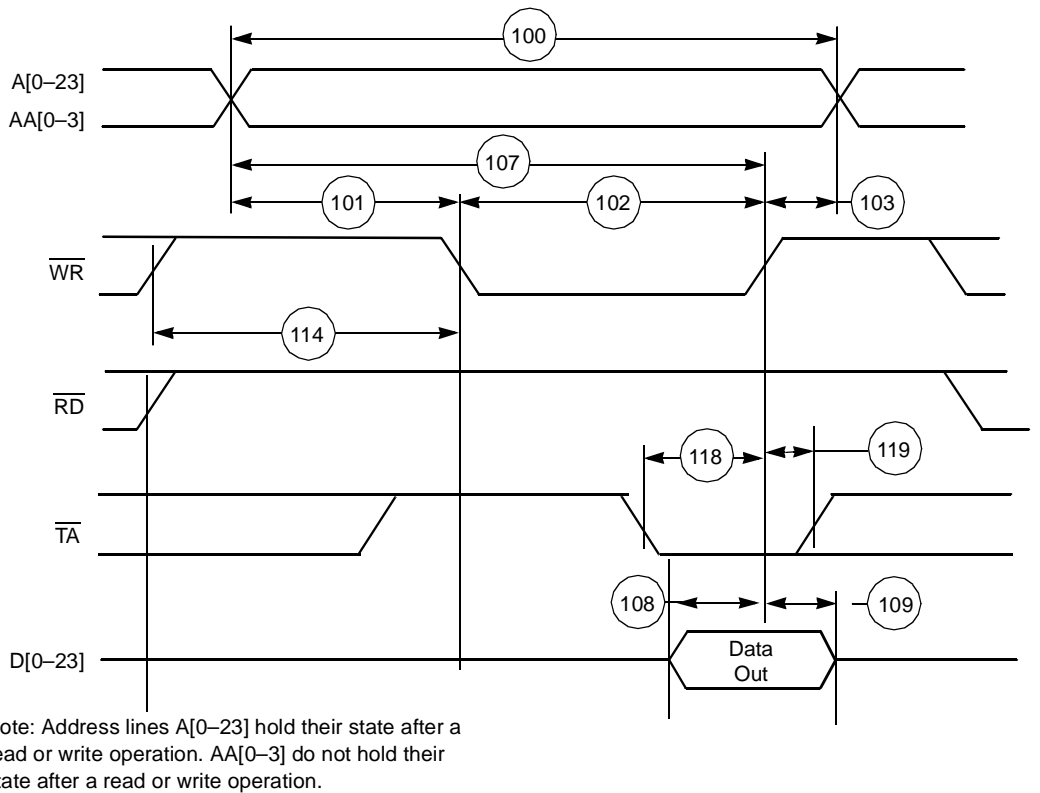 100
A[0–23]
AA[0–3]
107
101
102
103
WR
114
RD
118
119
TA
108
109
D[0–23]
Data
Out
ote: Address lines A[0–23] hold their state after a
ead or write operation. AA[0–3] do not hold their
tate after a read or write operation.